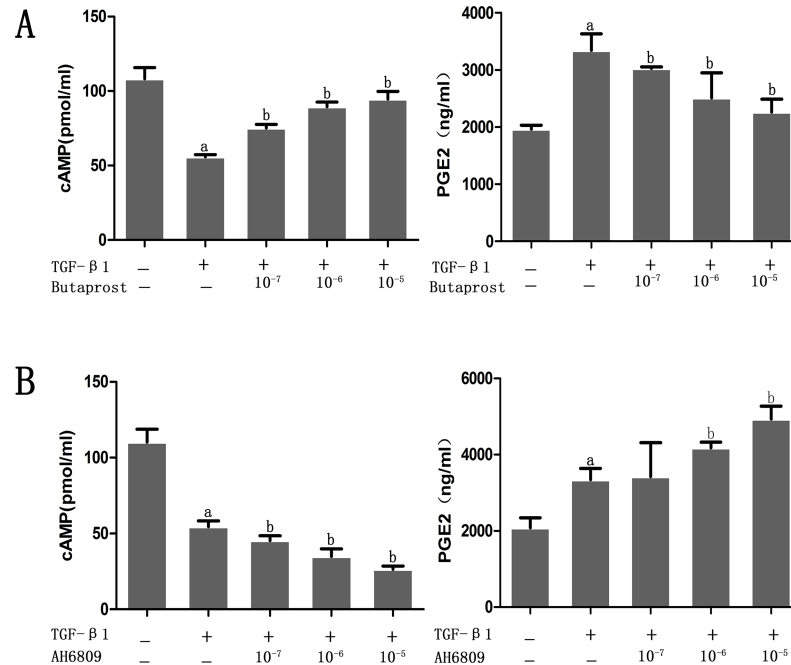 A
cAMP(pmol/ml)
150
100
50
0
a
b
b
b
TGF-β1 – + + + +
Butaprost – – 10⁻⁷ 10⁻⁶ 10⁻⁵
PGE2 (ng/ml)
4000
3000
2000
1000
0
a
b
b
b
TGF-β1 – + + + +
Butaprost – – 10⁻⁷ 10⁻⁶ 10⁻⁵
B
cAMP(pmol/ml)
150
100
50
0
a
b
b
b
TGF-β1 – + + + +
AH6809 – – 10⁻⁷ 10⁻⁶ 10⁻⁵
PGE2 (ng/ml)
6000
4000
2000
0
a
b
b
TGF-β1 – + + + +
AH6809 – – 10⁻⁷ 10⁻⁶ 10⁻⁵